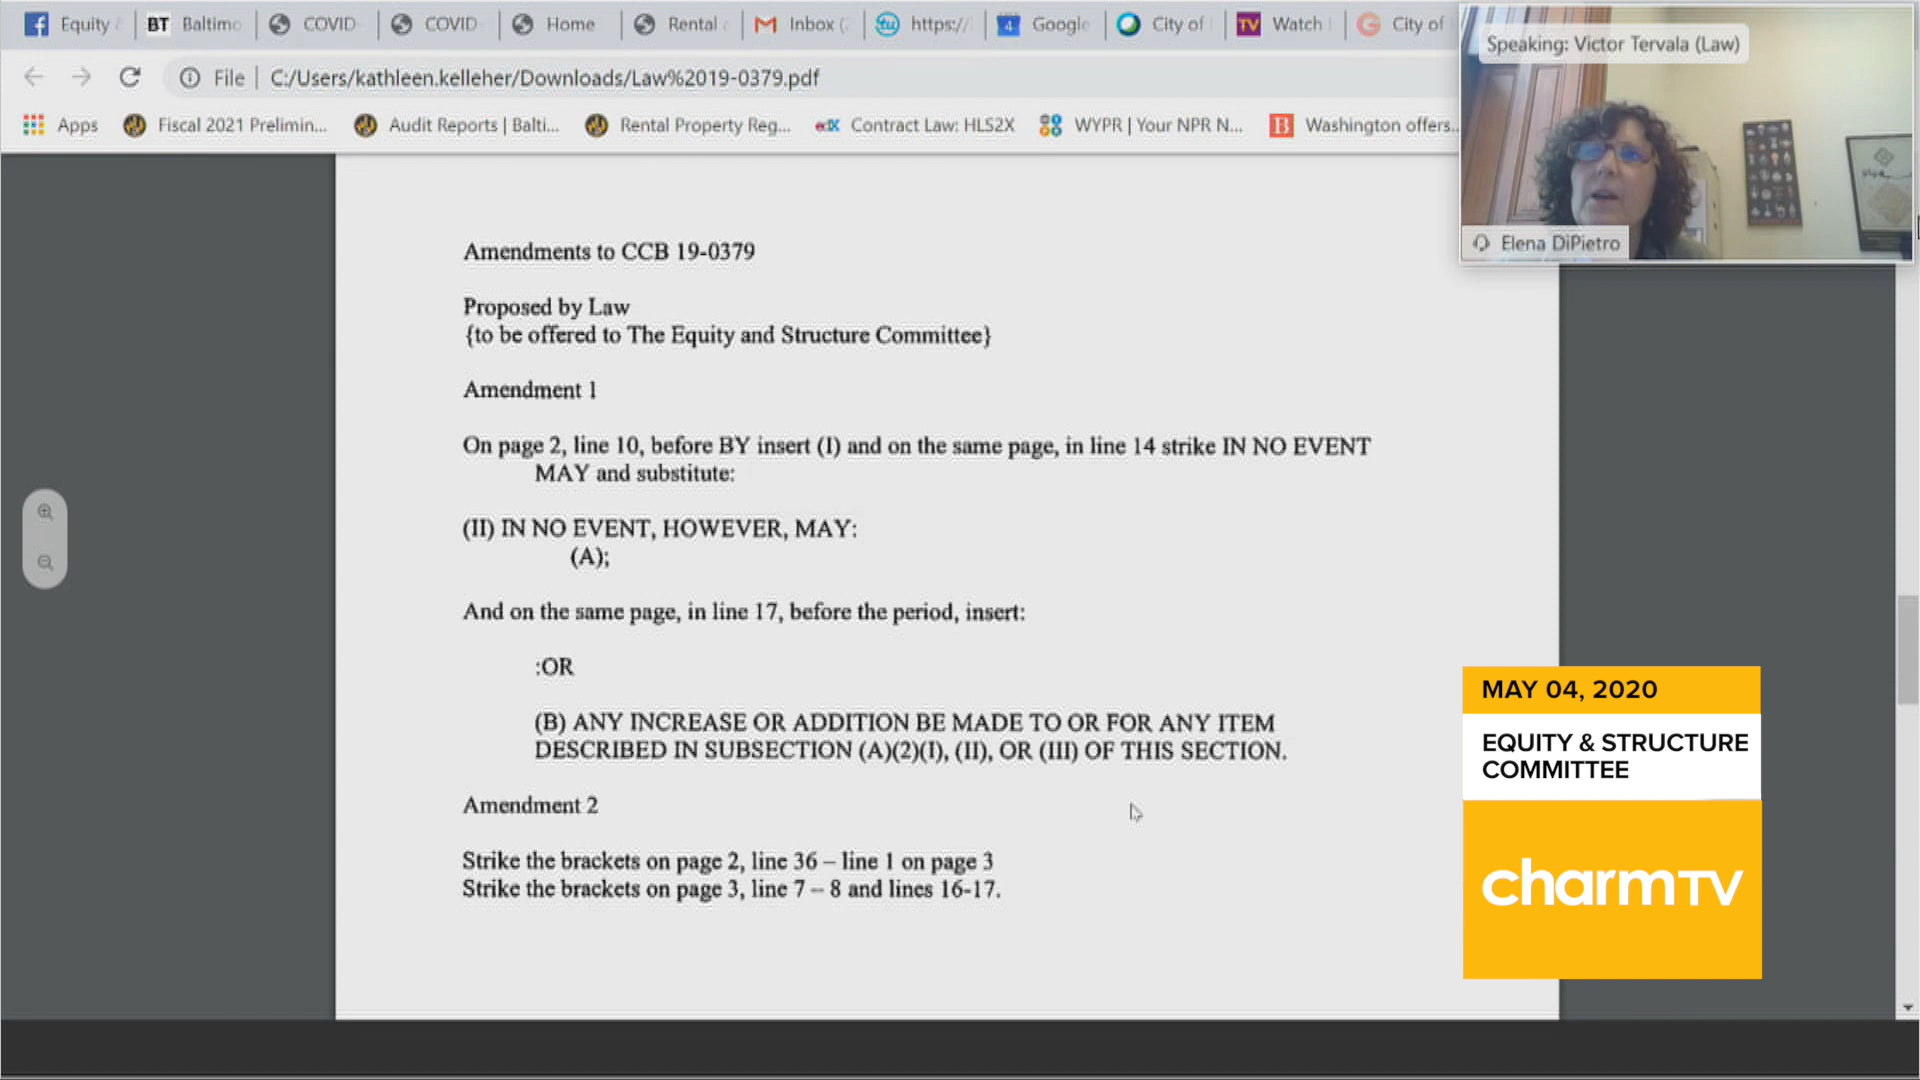 Equity
BT Baltimo
COVID
COVID
Home
Rental
Inbox (
https://
4 Google
City of
TV Watch
City of
File | C:/Users/kathleen.kelleher/Downloads/Law%2019-0379.pdf
Apps
Fiscal 2021 Prelimin...
Audit Reports | Balti...
Rental Property Reg...
edX Contract Law: HLS2X
WYPR | Your NPR N...
B Washington offers...
Speaking: Victor Tervala (Law)
Elena DiPietro
Amendments to CCB 19-0379
Proposed by Law
{to be offered to The Equity and Structure Committee}
Amendment 1
On page 2, line 10, before BY insert (I) and on the same page, in line 14 strike IN NO EVENT
MAY and substitute:
(II) IN NO EVENT, HOWEVER, MAY:
(A);
And on the same page, in line 17, before the period, insert:
:OR
(B) ANY INCREASE OR ADDITION BE MADE TO OR FOR ANY ITEM
DESCRIBED IN SUBSECTION (A)(2)(I), (II), OR (III) OF THIS SECTION.
Amendment 2
Strike the brackets on page 2, line 36 – line 1 on page 3
Strike the brackets on page 3, line 7 – 8 and lines 16-17.
MAY 04, 2020
EQUITY & STRUCTURE
COMMITTEE
charmTV